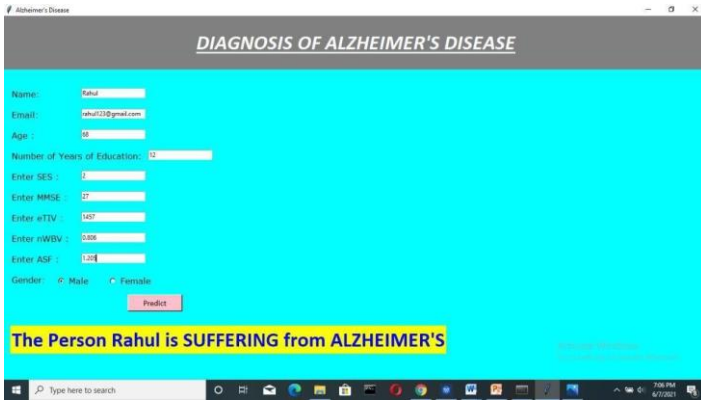 Alzheimer's Disease
DIAGNOSIS OF ALZHEIMER'S DISEASE
Name: Rahul
Email: rahul123@gmail.com
Age : 68
Number of Years of Education: 12
Enter SES : 2
Enter MMSE : 27
Enter eTIV : 1457
Enter nWBV : 0.806
Enter ASF : 1.205
Gender: Male Female
Predict
The Person Rahul is SUFFERING from ALZHEIMER'S
Type here to search
7:06 PM
6/7/2021